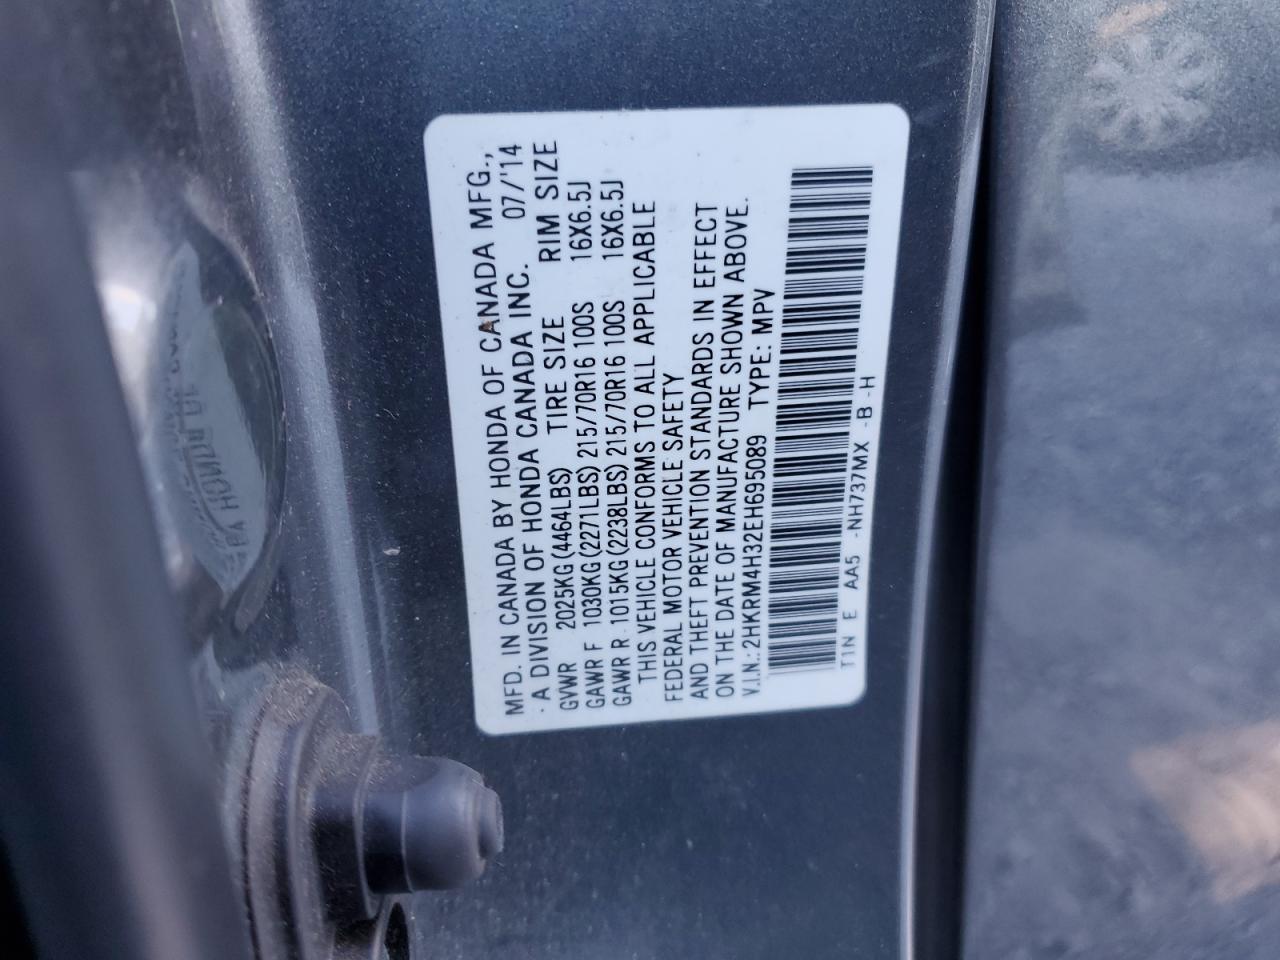 MFD. IN CANADA BY HONDA OF CANADA MFG.,
A DIVISION OF HONDA CANADA INC. 07/'14
GVWR 2025KG(4464LBS) TIRE SIZE RIM SIZE
GAWR F 1030KG(2271LBS) 215/70R16 100S 16X6.5J
GAWR R 1015KG(2238LBS) 215/70R16 100S 16X6.5J
THIS VEHICLE CONFORMS TO ALL APPLICABLE
FEDERAL MOTOR VEHICLE SAFETY
AND THEFT PREVENTION STANDARDS IN EFFECT
ON THE DATE OF MANUFACTURE SHOWN ABOVE.
V.I.N.: 2HKRM4H32EH695089 TYPE: MPV
T1N E AA5 -NH737MX -B -H